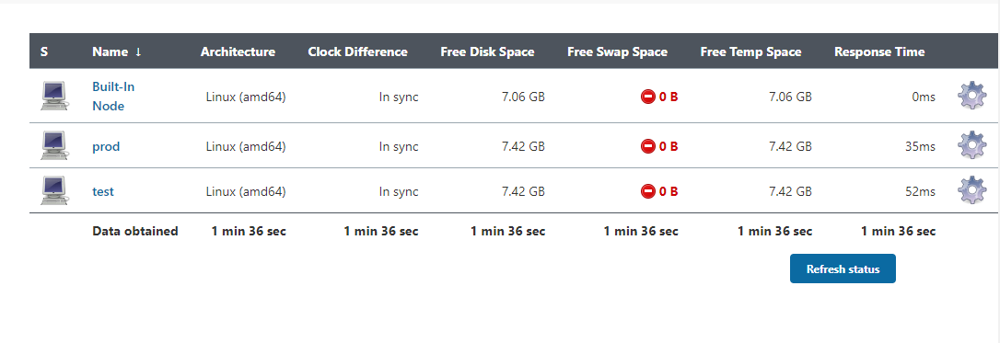 S Name ↓ Architecture Clock Difference Free Disk Space Free Swap Space Free Temp Space Response Time
Built-In
Node Linux (amd64) In sync 7.06 GB 0 B 7.06 GB 0ms
prod Linux (amd64) In sync 7.42 GB 0 B 7.42 GB 35ms
test Linux (amd64) In sync 7.42 GB 0 B 7.42 GB 52ms
Data obtained 1 min 36 sec 1 min 36 sec 1 min 36 sec 1 min 36 sec 1 min 36 sec 1 min 36 sec
Refresh status